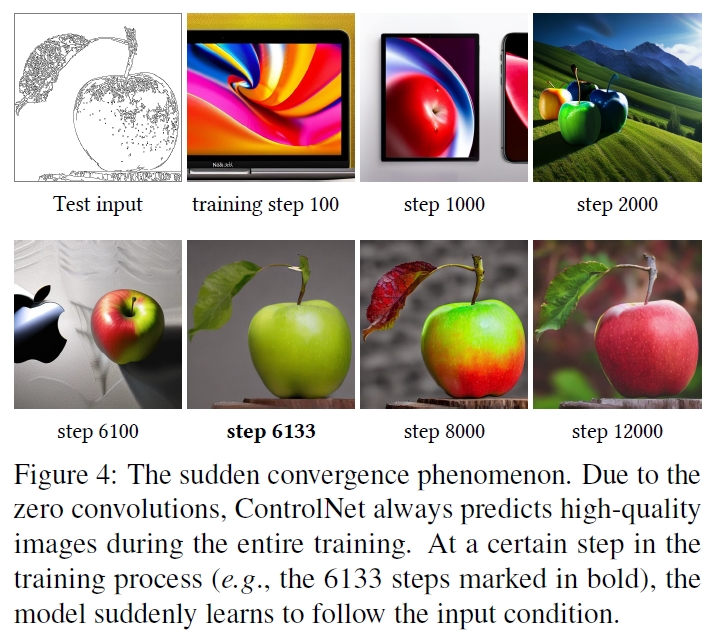 Test input
training step 100
step 1000
step 2000
step 6100
step 6133
step 8000
step 12000
Figure 4: The sudden convergence phenomenon. Due to the
zero convolutions, ControlNet always predicts high-quality
images during the entire training. At a certain step in the
training process (e.g., the 6133 steps marked in bold), the
model suddenly learns to follow the input condition.